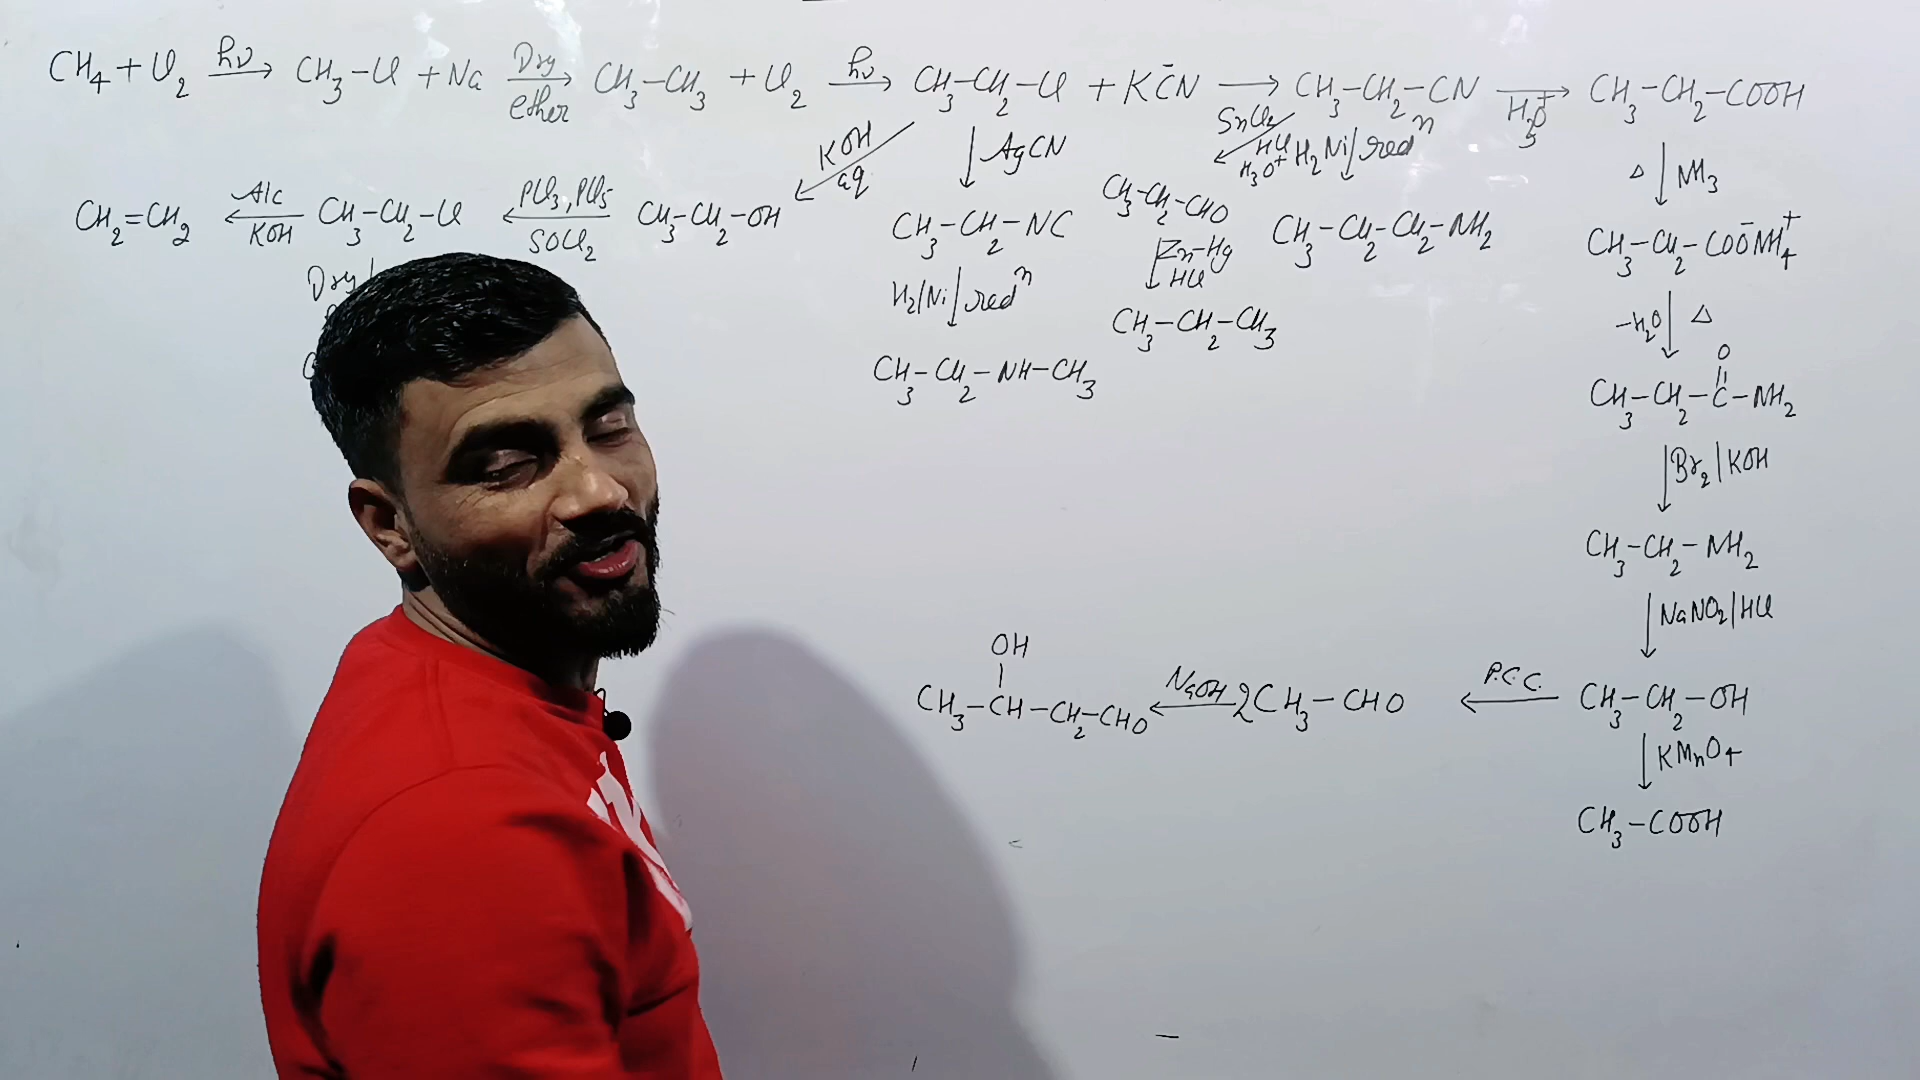 CH4 + Cl2 hν → CH3–Cl + Na Dry ether → CH3–CH3 + Cl2 hν → CH3–CH2–Cl + KC̄N → CH3–CH2–CN H3O+ → CH3–CH2–COOH
KOH aq ↙
↓ AgCN
SnCl2 HCl H3O+ ↙
H2 Ni/redn ↓
Δ ↓ NH3
CH2=CH2 ← Alc KOH CH3–CH2–Cl ← PCl3, PCl5 SOCl2 CH3–CH2–OH
CH3–CH2–NC
CH3–CH2–CHO
CH3–CH2–CH2–NH2
CH3–CH2–COŌNH4+
Dry
H2/Ni ↓ redn
↓ Zn–Hg HCl
–H2O ↓ Δ
CH3–CH2–NH–CH3
CH3–CH2–CH3
O
||
CH3–CH2–C–NH2
↓ Br2/KOH
CH3–CH2–NH2
↓ NaNO2/HCl
OH
|
CH3–CH–CH2–CHO ← NaOH 2CH3–CHO ← P.C.C. CH3–CH2–OH
↓ KMnO4
CH3–COOH